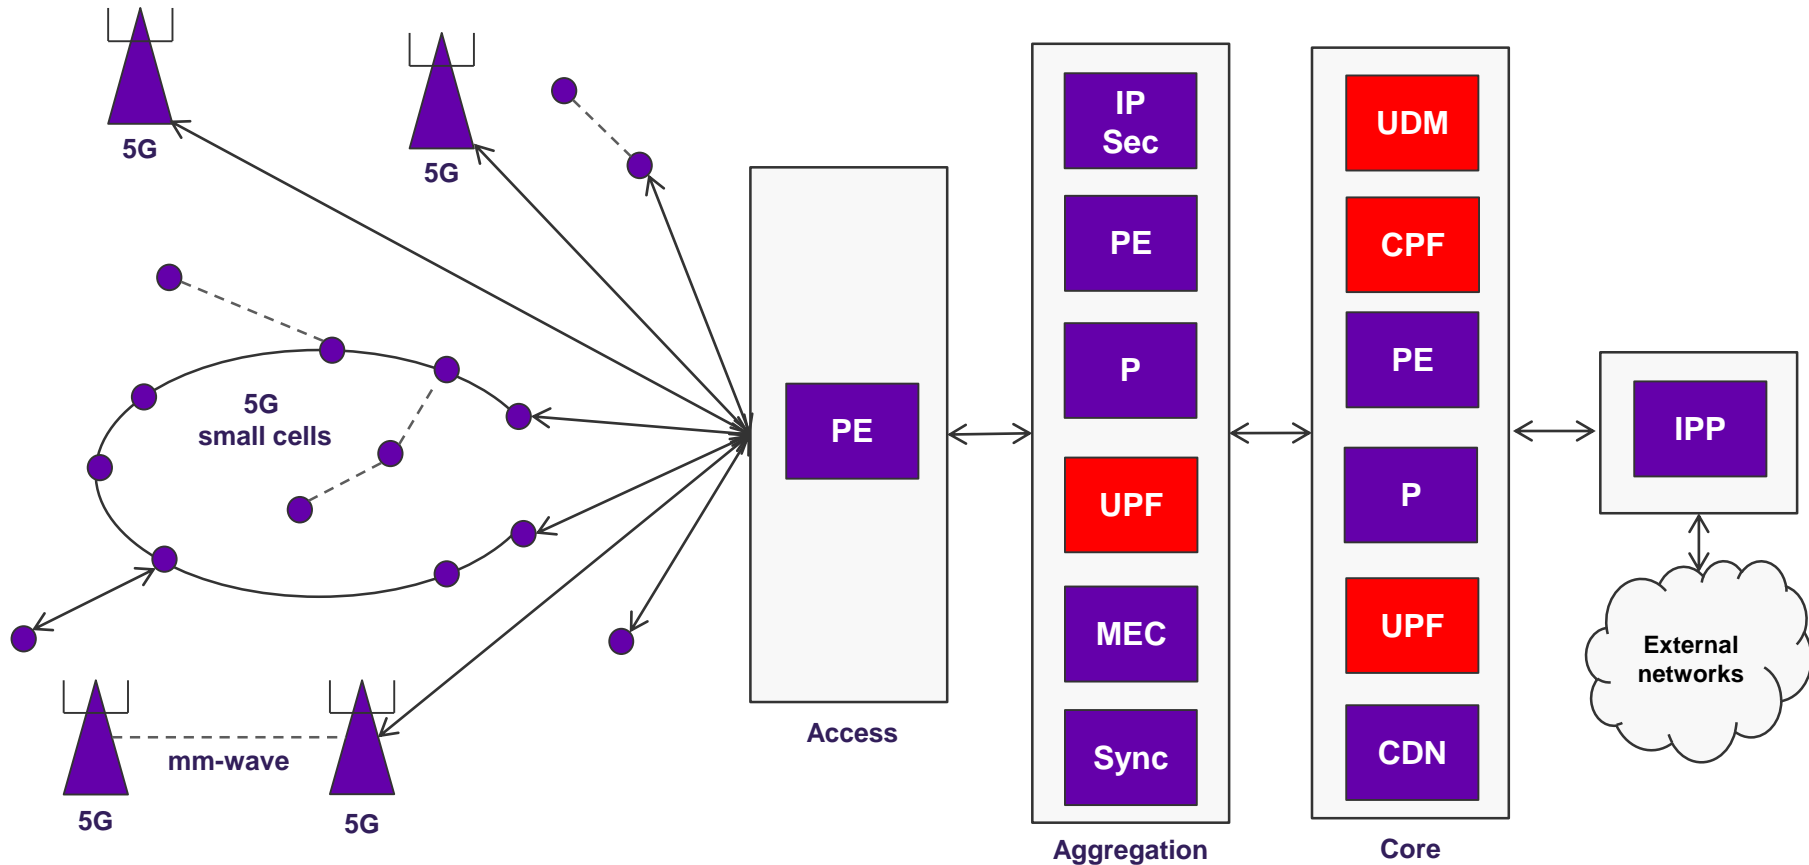 5G
5G
5G
small cells
mm-wave
5G
5G
PE
Access
IP
Sec
PE
P
UPF
MEC
Sync
Aggregation
UDM
CPF
PE
P
UPF
CDN
Core
IPP
External
networks